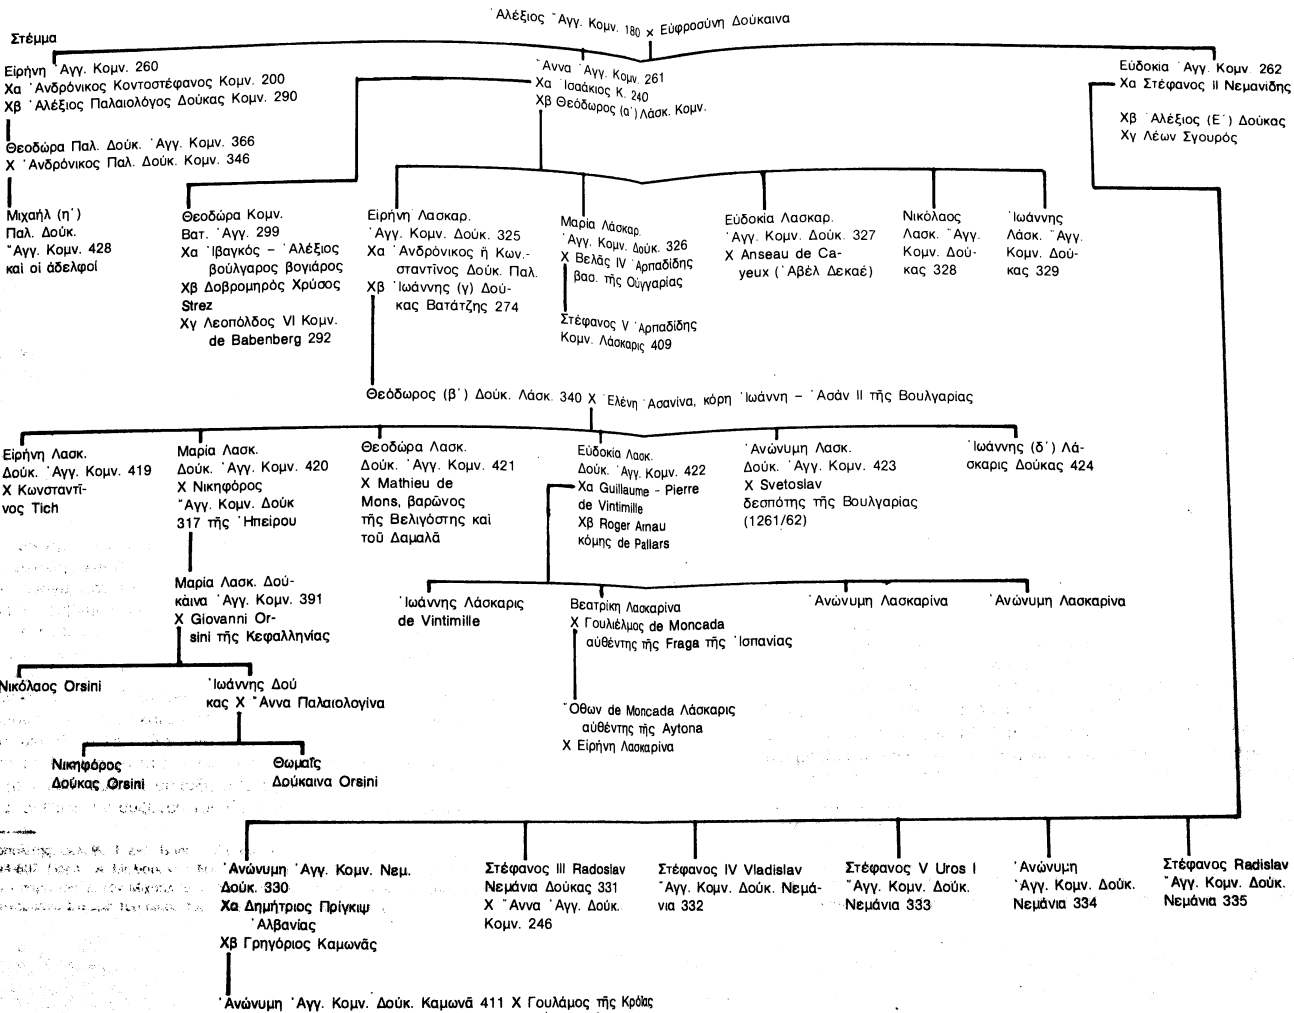 Ἀλέξιος Ἄγγ. Κομν. 180 × Εὐφροσύνη Δούκαινα
Στέμμα
Εἰρήνη Ἀγγ. Κομν. 260
Χα Ἀνδρόνικος Κοντοστέφανος Κομν. 200
Χβ Ἀλέξιος Παλαιολόγος Δούκας Κομν. 290
Ἄννα Ἀγγ. Κομν. 261
Χα Ἰσαάκιος Κ. 240
Χβ Θεόδωρος (α΄) Λάσκ. Κομν.
Εὐδοκία Ἀγγ. Κομν. 262
Χα Στέφανος ΙΙ Νεμανίδης
Χβ Ἀλέξιος (Ε΄) Δούκας
Χγ Λέων Σγουρός
Θεοδώρα Παλ. Δούκ. Ἀγγ. Κομν. 366
Χ Ἀνδρόνικος Παλ. Δούκ. Κομν. 346
Μιχαήλ (η΄)
Παλ. Δούκ.
Ἄγγ. Κομν. 428
καὶ οἱ ἀδελφοί
Θεοδώρα Κομν.
Βατ. Ἀγγ. 299
Χα Ἰβαγκός – Ἀλέξιος
βούλγαρος βογιάρος
Χβ Δοβρομηρός Χρύσος
Strez
Χγ Λεοπόλδος VI Κομν.
de Babenberg 292
Εἰρήνη Λασκαρ.
Ἀγγ. Κομν. Δούκ. 325
Χα Ἀνδρόνικος ἤ Κων.-
σταντῖνος Δούκ. Παλ.
Χβ Ἰωάννης (γ) Δού-
κας Βατάτζης 274
Μαρία Λάσκαρ.
Ἀγγ. Κομν. Δούκ. 326
Χ Βελᾶς IV Ἀρπαδίδης
βασ. τῆς Οὐγγαρίας
Στέφανος V Ἀρπαδίδης
Κομν. Λάσκαρις 409
Εὐδοκία Λασκαρ.
Ἀγγ. Κομν. Δούκ. 327
Χ Anseau de Ca-
yeux (Ἀβὲλ Δεκαέ)
Νικόλαος
Λασκ. Ἄγγ.
Κομν. Δού-
κας 328
Ἰωάννης
Λάσκ. Ἄγγ.
Κομν. Δού-
κας 329
Θεόδωρος (β΄) Δούκ. Λάσκ. 340 Χ Ἑλένη Ἀσανίνα, κόρη Ἰωάννη – Ἀσὰν ΙΙ τῆς Βουλγαρίας
Εἰρήνη Λασκ.
Δούκ. Ἀγγ. Κομν. 419
Χ Κωνσταντῖ-
νος Tich
Μαρία Λασκ.
Δούκ. Ἀγγ. Κομν. 420
Χ Νικηφόρος
Ἄγγ. Κομν. Δούκ
317 τῆς Ἠπείρου
Θεοδώρα Λασκ.
Δούκ. Ἀγγ. Κομν. 421
Χ Mathieu de
Mons, βαρῶνος
τῆς Βελιγόστης καὶ
τοῦ Δαμαλᾶ
Εὐδοκία Λασκ.
Δούκ. Ἀγγ. Κομν. 422
Χα Guillaume - Pierre
de Vintimille
Χβ Roger Arnau
κόμης de Pallars
Ἀνώνυμη Λασκ.
Δούκ. Ἀγγ. Κομν. 423
Χ Svetoslav
δεσπότης τῆς Βουλγαρίας
(1261/62)
Ἰωάννης (δ΄) Λά-
σκαρις Δούκας 424
Μαρία Λασκ. Δού-
κάινα Ἀγγ. Κομν. 391
Χ Giovanni Or-
sini τῆς Κεφαλληνίας
Ἰωάννης Λάσκαρις
de Vintimille
Βεατρίκη Λασκαρίνα
Χ Γουλιέλμος de Moncada
αὐθέντης τῆς Fraga τῆς Ἰσπανίας
Ἀνώνυμη Λασκαρίνα
Ἀνώνυμη Λασκαρίνα
Νικόλαος Orsini
Ἰωάννης Δού
κας Χ Ἄννα Παλαιολογίνα
Ὄθων de Moncada Λάσκαρις
αὐθέντης τῆς Aytona
Χ Εἰρήνη Λασκαρίνα
Νικηφόρος
Δούκας Orsini
Θωμαΐς
Δούκαινα Orsini
Ἀνώνυμη Ἀγγ. Κομν. Νεμ.
Δούκ. 330
Χα Δημήτριος Πρίγκιψ
Ἀλβανίας
Χβ Γρηγόριος Καμωνᾶς
Στέφανος ΙΙΙ Radoslav
Νεμάνια Δούκας 331
Χ Ἄννα Ἀγγ. Δούκ.
Κομν. 246
Στέφανος IV Vladislav
Ἄγγ. Κομν. Δούκ. Νεμά-
νια 332
Στέφανος V Uros I
Ἄγγ. Κομν. Δούκ.
Νεμάνια 333
Ἀνώνυμη
Ἀγγ. Κομν. Δούκ.
Νεμάνια 334
Στέφανος Radislav
Ἄγγ. Κομν. Δούκ.
Νεμάνια 335
Ἀνώνυμη Ἀγγ. Κομν. Δούκ. Καμωνᾶ 411 Χ Γουλάμος τῆς Κρόϊας